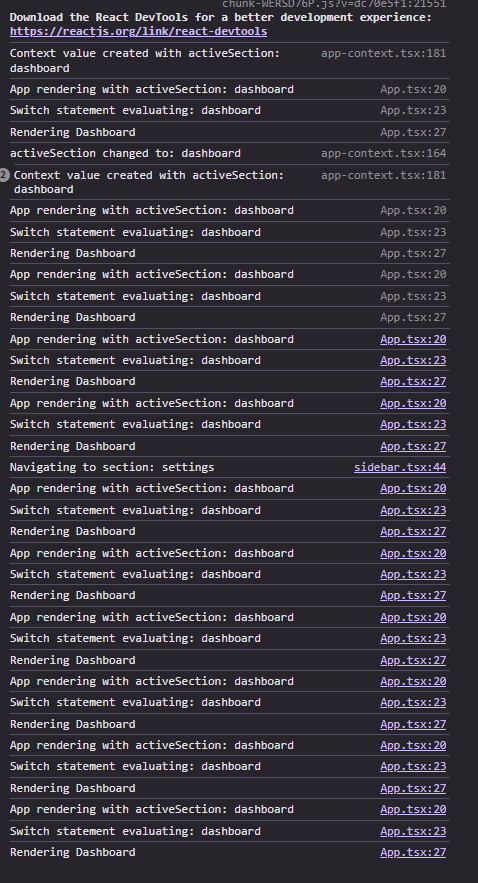 chunk-WERSD76P.js?v=dc70e5f1:21551
Download the React DevTools for a better development experience:
https://reactjs.org/link/react-devtools
Context value created with activeSection: app-context.tsx:181
dashboard
App rendering with activeSection: dashboard App.tsx:20
Switch statement evaluating: dashboard App.tsx:23
Rendering Dashboard App.tsx:27
activeSection changed to: dashboard app-context.tsx:164
2 Context value created with activeSection: app-context.tsx:181
dashboard
App rendering with activeSection: dashboard App.tsx:20
Switch statement evaluating: dashboard App.tsx:23
Rendering Dashboard App.tsx:27
App rendering with activeSection: dashboard App.tsx:20
Switch statement evaluating: dashboard App.tsx:23
Rendering Dashboard App.tsx:27
App rendering with activeSection: dashboard App.tsx:20
Switch statement evaluating: dashboard App.tsx:23
Rendering Dashboard App.tsx:27
App rendering with activeSection: dashboard App.tsx:20
Switch statement evaluating: dashboard App.tsx:23
Rendering Dashboard App.tsx:27
Navigating to section: settings sidebar.tsx:44
App rendering with activeSection: dashboard App.tsx:20
Switch statement evaluating: dashboard App.tsx:23
Rendering Dashboard App.tsx:27
App rendering with activeSection: dashboard App.tsx:20
Switch statement evaluating: dashboard App.tsx:23
Rendering Dashboard App.tsx:27
App rendering with activeSection: dashboard App.tsx:20
Switch statement evaluating: dashboard App.tsx:23
Rendering Dashboard App.tsx:27
App rendering with activeSection: dashboard App.tsx:20
Switch statement evaluating: dashboard App.tsx:23
Rendering Dashboard App.tsx:27
App rendering with activeSection: dashboard App.tsx:20
Switch statement evaluating: dashboard App.tsx:23
Rendering Dashboard App.tsx:27
App rendering with activeSection: dashboard App.tsx:20
Switch statement evaluating: dashboard App.tsx:23
Rendering Dashboard App.tsx:27